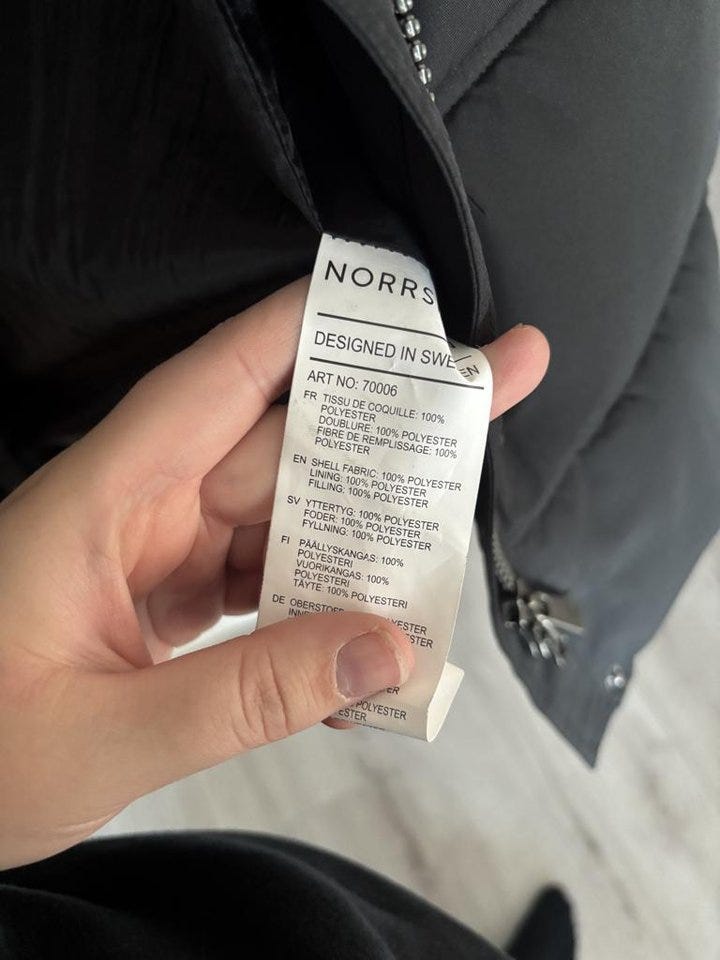 NORRS
DESIGNED IN SWE
ART NO: 70006
FR TISSU DE COQUILLE: 100%
POLYESTER
DOUBLURE: 100% POLYESTER
FIBRE DE REMPLISSAGE: 100%
POLYESTER
EN SHELL FABRIC: 100% POLYESTER
LINING: 100% POLYESTER
FILLING: 100% POLYESTER
SV YTTERTYG: 100% POLYESTER
FODER: 100% POLYESTER
FYLLNING: 100% POLYESTER
FI PÄÄLLYSKANGAS: 100%
POLYESTERI
VUORIKANGAS: 100%
POLYESTERI
TÄYTE: 100% POLYESTERI
DE OBERSTOFF
POLYESTER